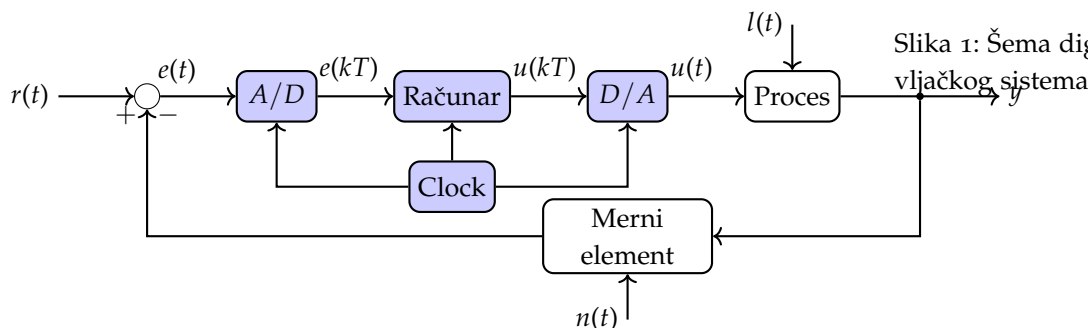 l(t)
Slika 1: Šema dig
vljačkog sistema
r(t) e(t) A/D e(kT) Računar u(kT) D/A u(t) Proces y
+ −
Clock
Merni
element
n(t)